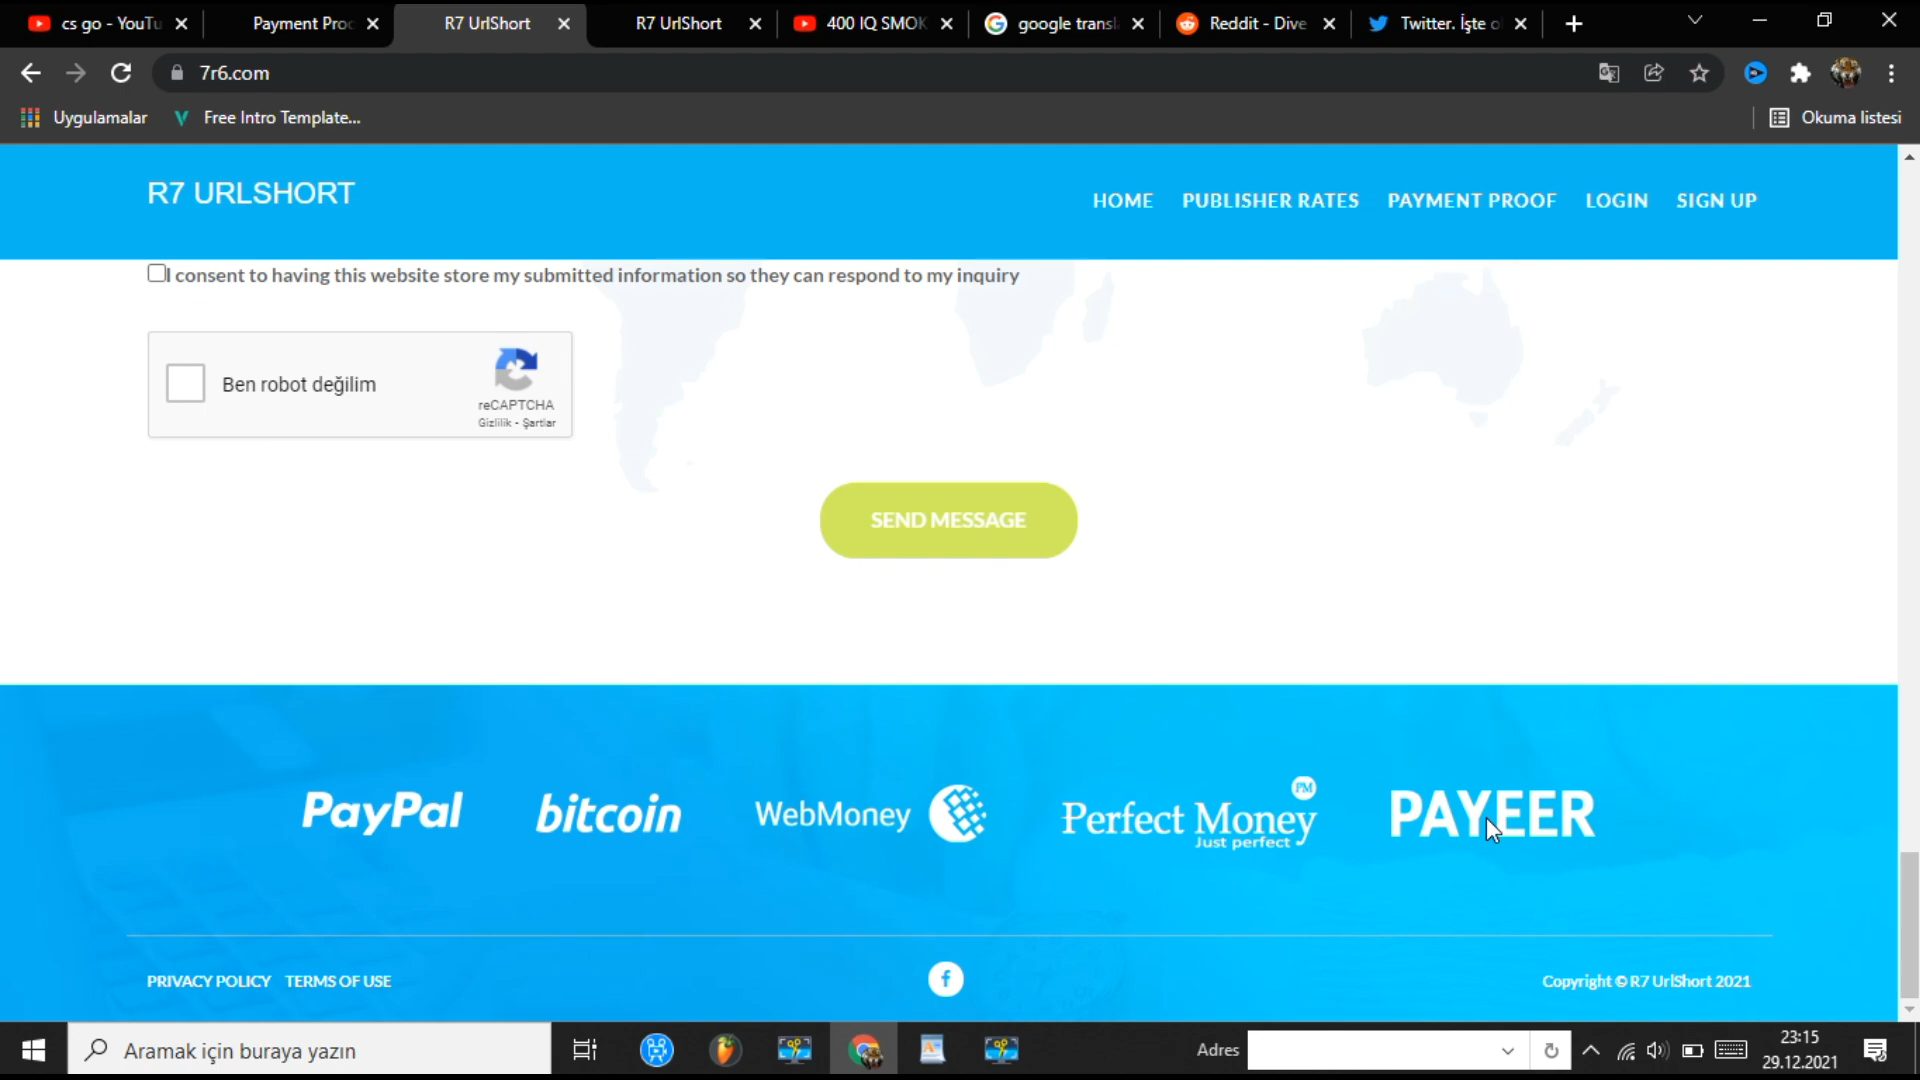 cs go - YouTu
Payment Proc
R7 UrlShort
R7 UrlShort
400 IQ SMOK
google transl
Reddit - Dive
Twitter. İşte o
7r6.com
Uygulamalar
Free Intro Template...
Okuma listesi
R7 URLSHORT
HOME
PUBLISHER RATES
PAYMENT PROOF
LOGIN
SIGN UP
I consent to having this website store my submitted information so they can respond to my inquiry
Ben robot değilim
reCAPTCHA
Gizlilik - Şartlar
SEND MESSAGE
PayPal
bitcoin
WebMoney
Perfect Money
PM
Just perfect
PAYEER
PRIVACY POLICY
TERMS OF USE
f
Copyright © R7 UrlShort 2021
Aramak için buraya yazın
Adres
23:15
29.12.2021